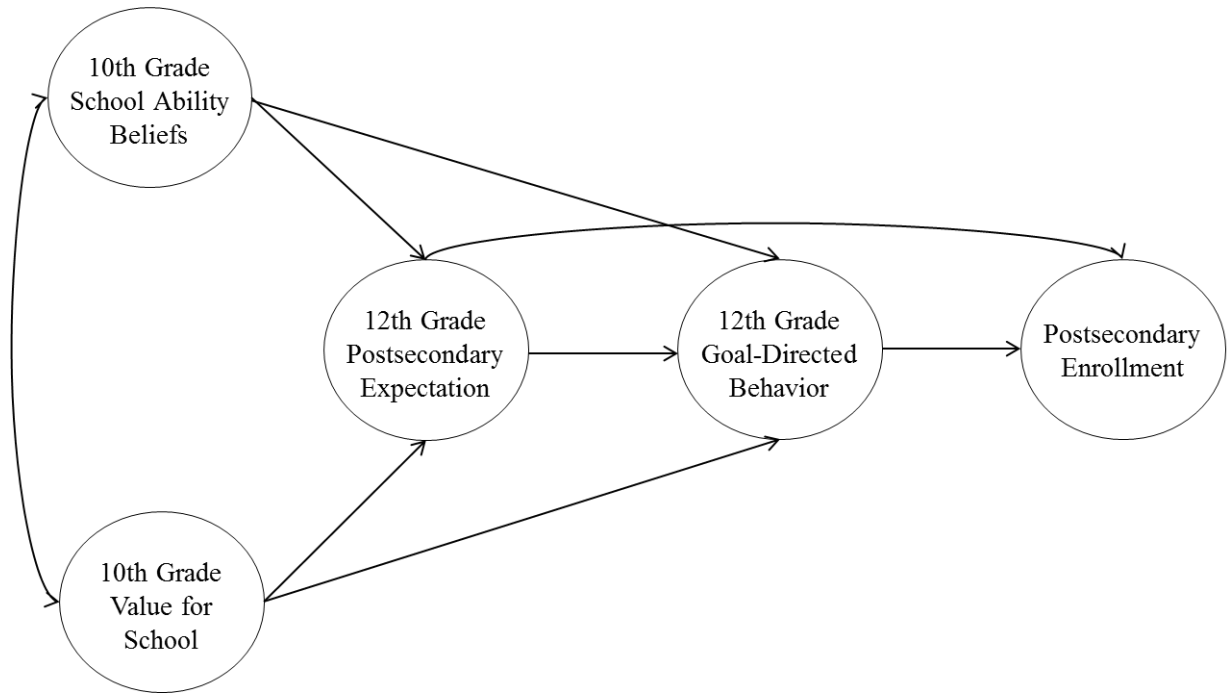 10th Grade
School Ability
Beliefs
12th Grade
Postsecondary
Expectation
12th Grade
Goal-Directed
Behavior
Postsecondary
Enrollment
10th Grade
Value for
School